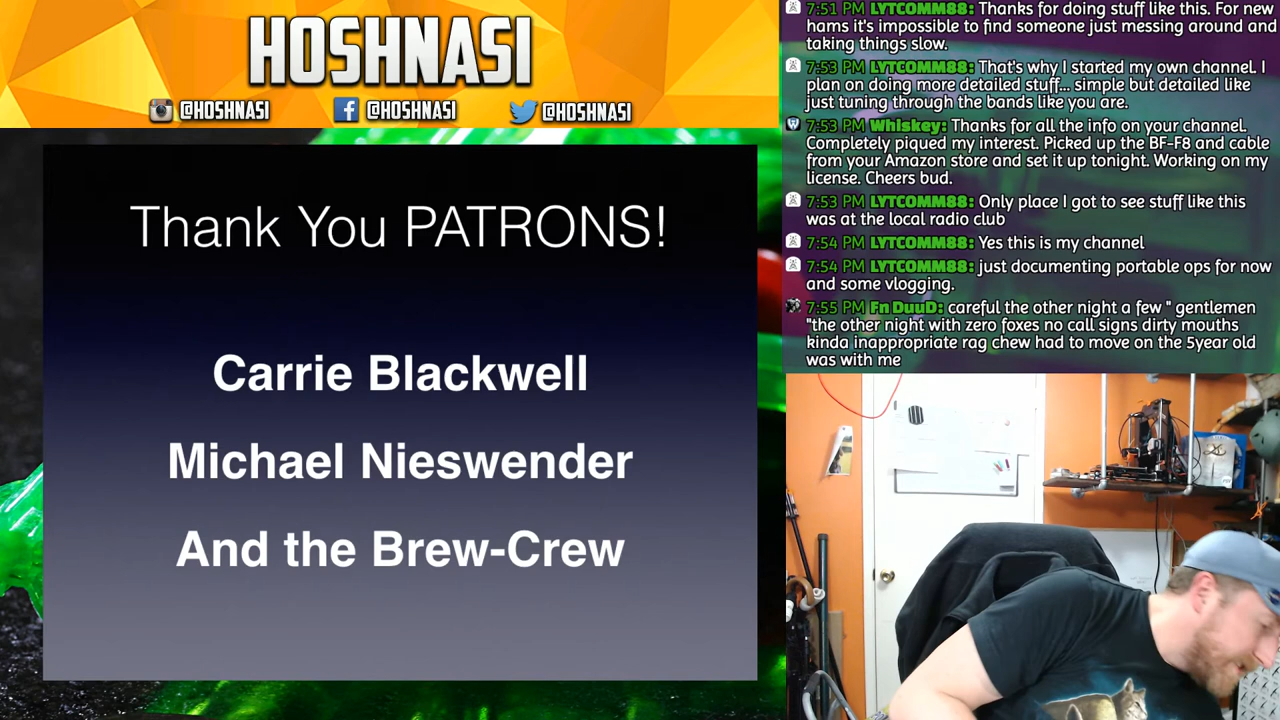 HOSHNASI
@HOSHNASI
@HOSHNASI
@HOSHNASI
Thank You PATRONS!
Carrie Blackwell
Michael Nieswender
And the Brew-Crew
7:51 PM LYTCOMM88: Thanks for doing stuff like this. For new
hams it's impossible to find someone just messing around and
taking things slow.
7:53 PM LYTCOMM88: That's why I started my own channel. I
plan on doing more detailed stuff... simple but detailed like
just tuning through the bands like you are.
7:53 PM Whiskey: Thanks for all the info on your channel.
Completely piqued my interest. Picked up the BF-F8 and cable
from your Amazon store and set it up tonight. Working on my
license. Cheers bud.
7:53 PM LYTCOMM88: Only place I got to see stuff like this
was at the local radio club
7:54 PM LYTCOMM88: Yes this is my channel
7:54 PM LYTCOMM88: just documenting portable ops for now
and some vlogging.
7:55 PM Fn DuuD: careful the other night a few " gentlemen
"the other night with zero foxes no call signs dirty mouths
kinda inappropriate rag chew had to move on the 5year old
was with me